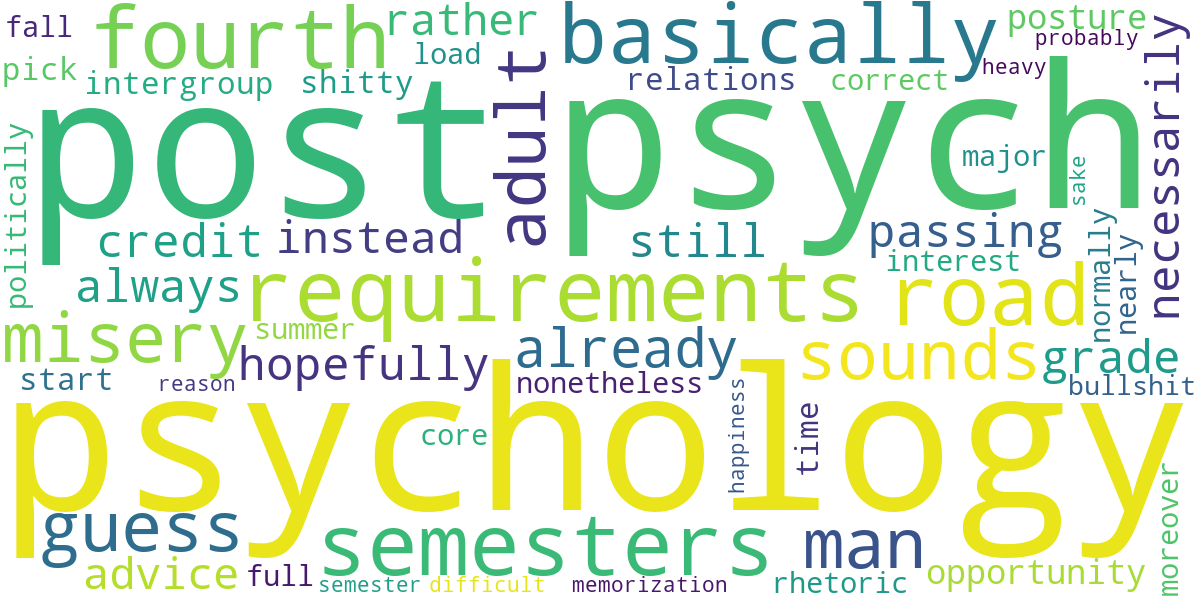 fall
fourth
rather
basically
posture
probably
necessarily
pick
intergroup
shitty
load
adult
relations
correct
heavy
post
psych
major
sake
politically
credit
instead
still
passing
normally
nearly
interest
always
requirements
road
misery
summer
hopefully
already
sounds
grade
start
reason
nonetheless
bullshit
psychology
core
happiness
time
guess
semesters
man
moreover
advice
full
semester
difficult
memorization
rhetoric
opportunity